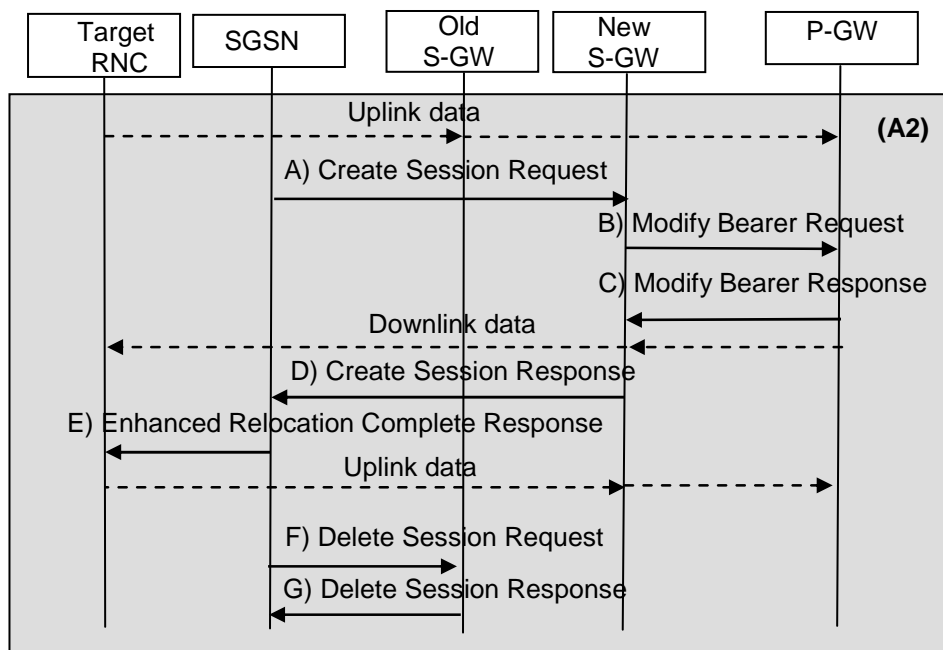 Target
RNC
SGSN
Old
S-GW
New
S-GW
P-GW
(A2)
Uplink data
A) Create Session Request
B) Modify Bearer Request
C) Modify Bearer Response
Downlink data
D) Create Session Response
E) Enhanced Relocation Complete Response
Uplink data
F) Delete Session Request
G) Delete Session Response